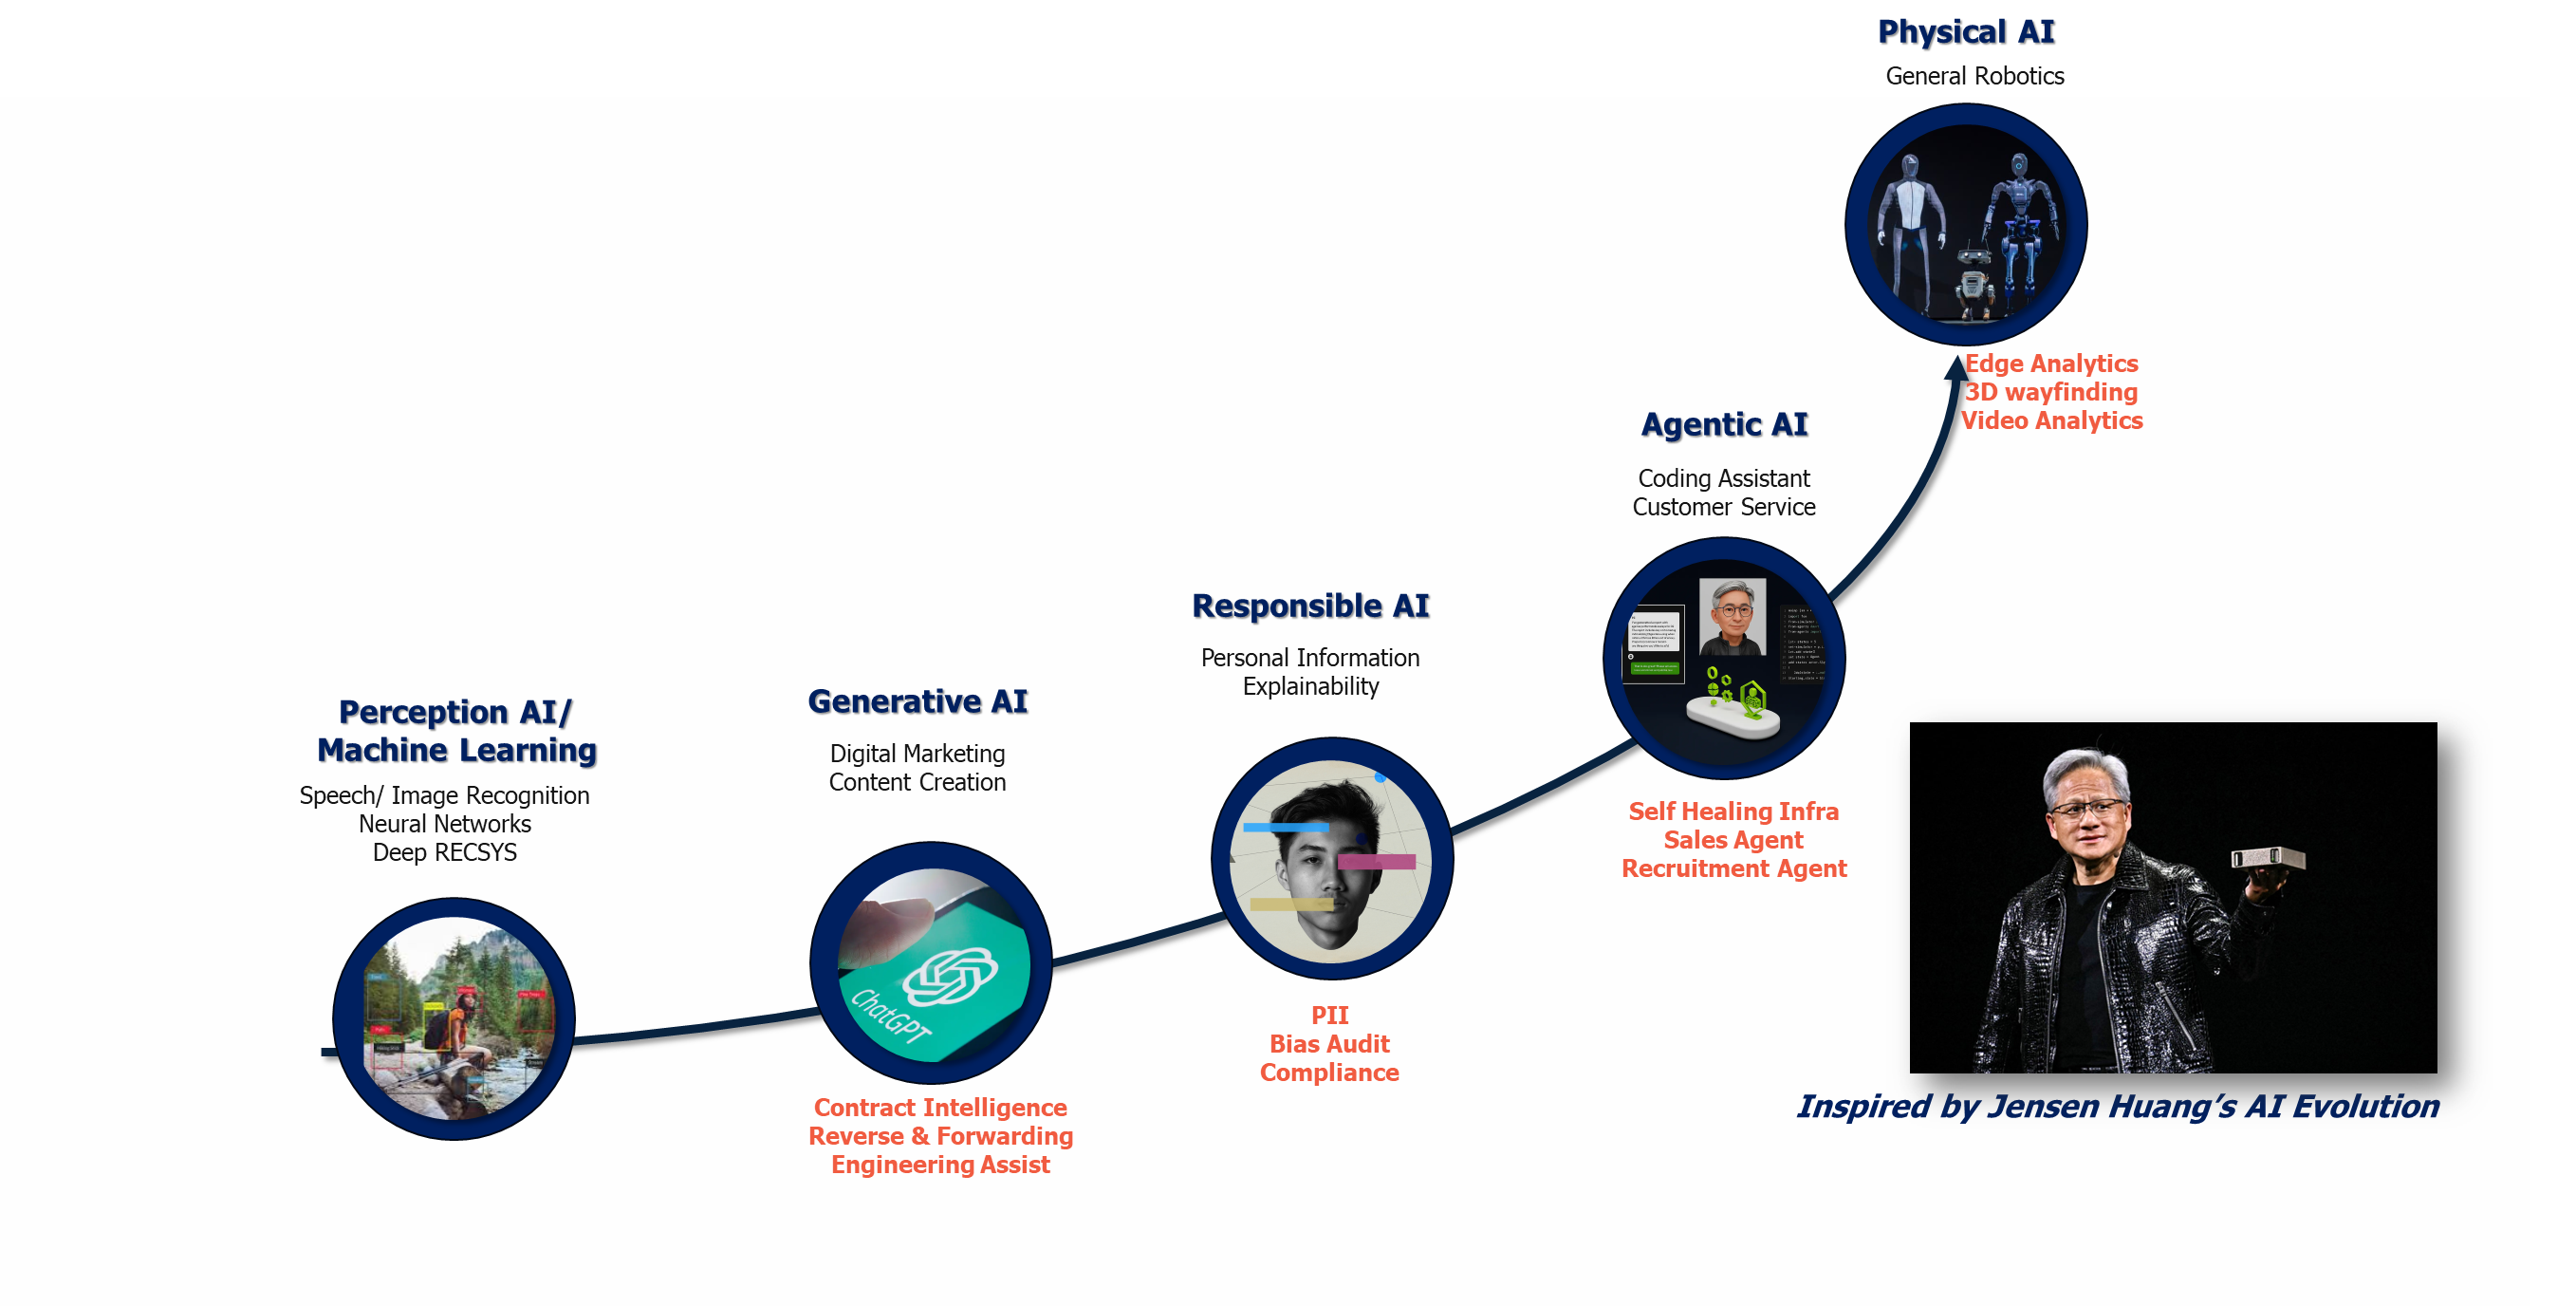 Physical AI
General Robotics
Edge Analytics
3D wayfinding
Video Analytics
Agentic AI
Coding Assistant
Customer Service
Self Healing Infra
Sales Agent
Recruitment Agent
Responsible AI
Personal Information
Explainability
PII
Bias Audit
Compliance
Generative AI
Digital Marketing
Content Creation
ChatGPT
Contract Intelligence
Reverse & Forwarding
Engineering Assist
Perception AI/
Machine Learning
Speech/ Image Recognition
Neural Networks
Deep RECSYS
Inspired by Jensen Huang’s AI Evolution